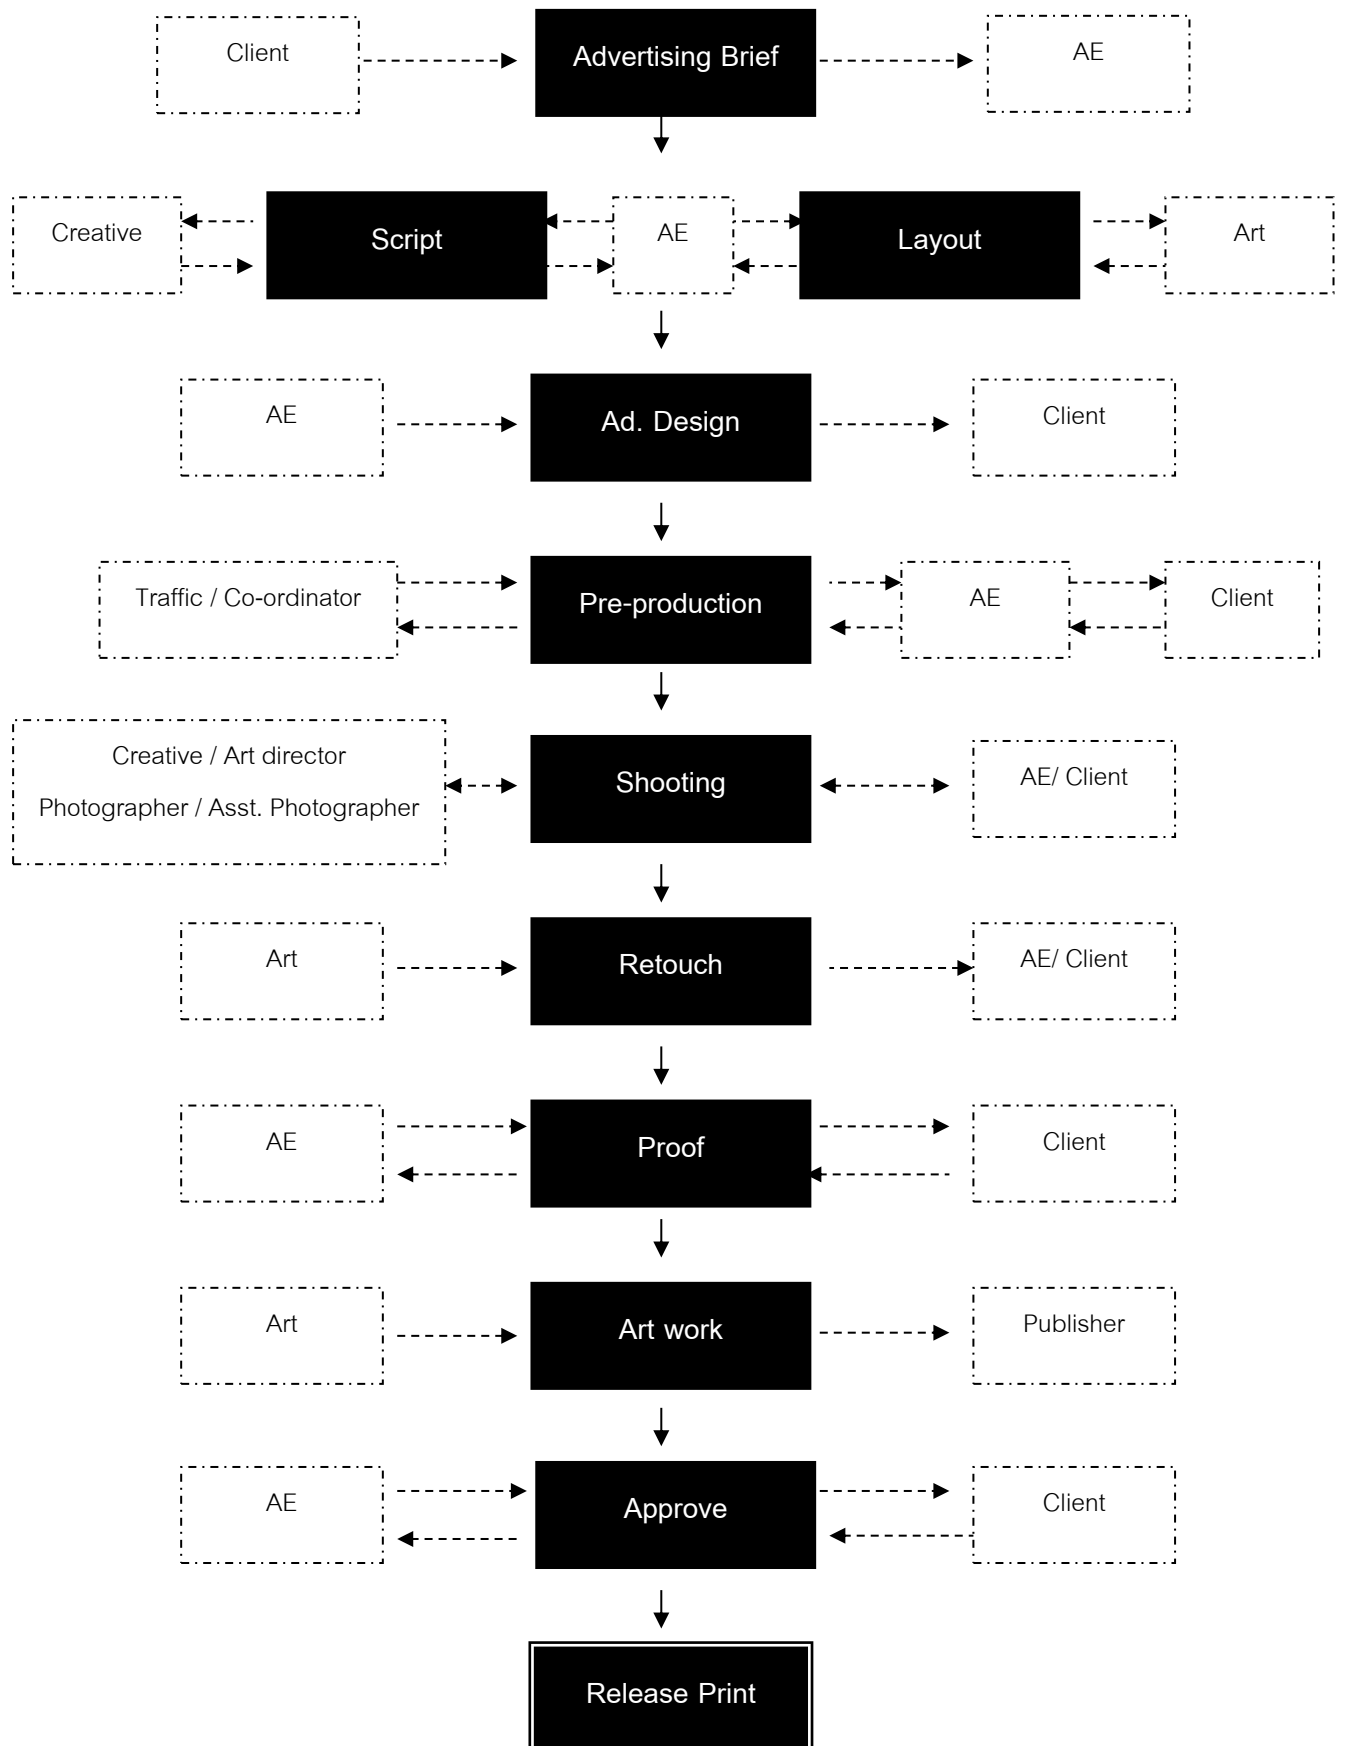 Client
Advertising Brief
AE
Creative
Script
AE
Layout
Art
AE
Ad. Design
Client
Traffic / Co-ordinator
Pre-production
AE
Client
Creative / Art director
Photographer / Asst. Photographer
Shooting
AE/ Client
Art
Retouch
AE/ Client
AE
Proof
Client
Art
Art work
Publisher
AE
Approve
Client
Release Print